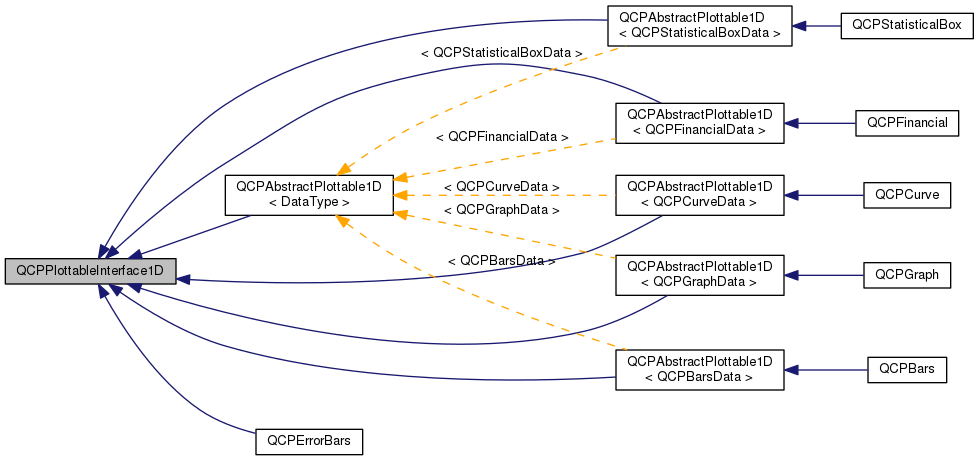 QCPAbstractPlottable1D
< QCPStatisticalBoxData >
QCPStatisticalBox
< QCPStatisticalBoxData >
QCPAbstractPlottable1D
< QCPFinancialData >
QCPFinancial
< QCPFinancialData >
QCPAbstractPlottable1D
< DataType >
< QCPCurveData >
QCPAbstractPlottable1D
< QCPCurveData >
QCPCurve
< QCPGraphData >
QCPPlottableInterface1D
< QCPBarsData >
QCPAbstractPlottable1D
< QCPGraphData >
QCPGraph
QCPAbstractPlottable1D
< QCPBarsData >
QCPBars
QCPErrorBars